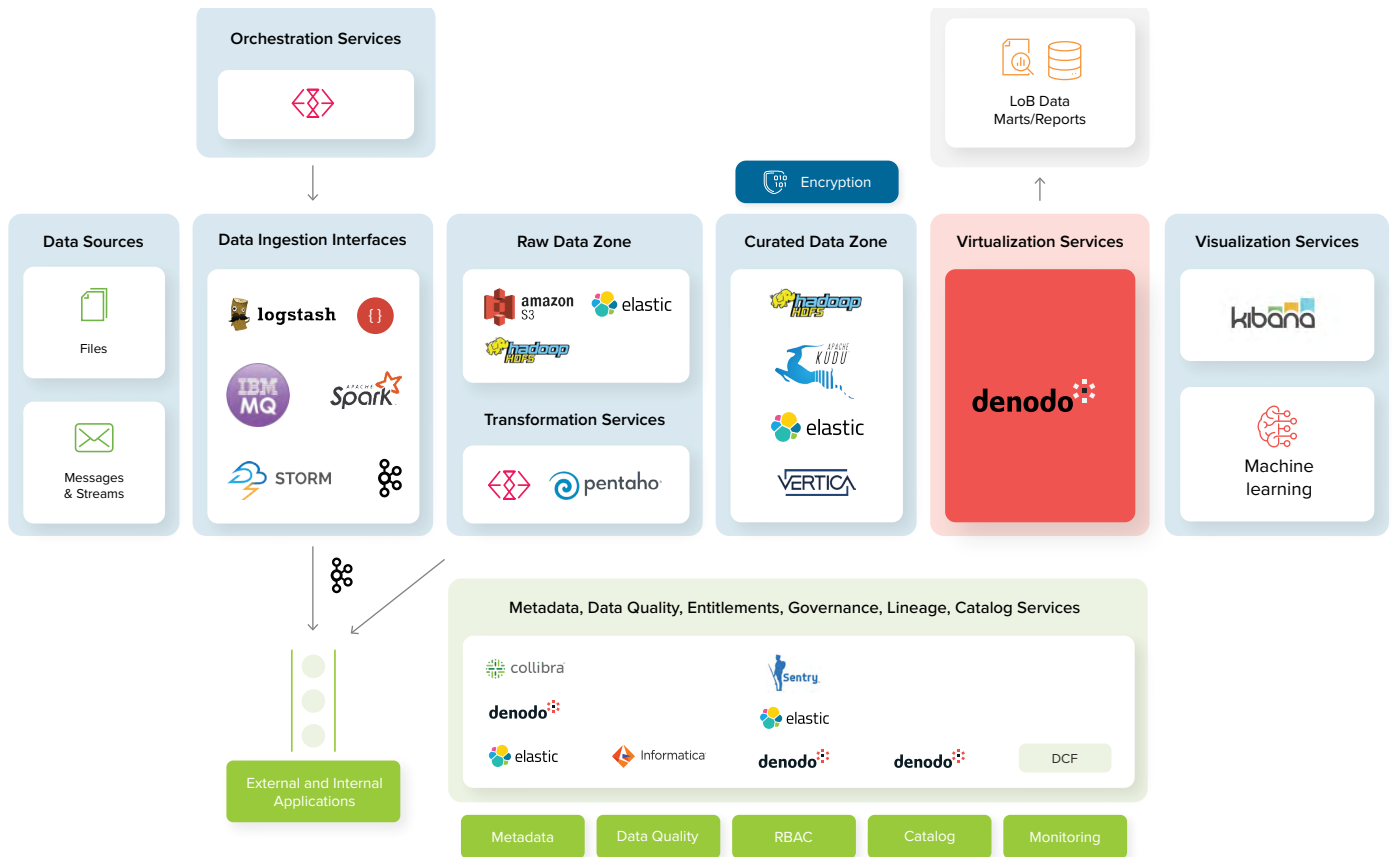 Orchestration Services
LoB Data
Marts/Reports
010
101
Encryption
Data Sources
Files
Messages
& Streams
Data Ingestion Interfaces
logstash
{ }
IBM
MQ
APACHE
Spark
STORM
Raw Data Zone
amazon
S3
elastic
hadoop
HDFS
Transformation Services
pentaho
Curated Data Zone
hadoop
HDFS
APACHE
KUDU
elastic
VERTICA
Virtualization Services
denodo
Visualization Services
kibana
Machine
learning
Metadata, Data Quality, Entitlements, Governance, Lineage, Catalog Services
collibra
Sentry
denodo
elastic
elastic
Informatica
denodo
denodo
DCF
External and Internal
Applications
Metadata
Data Quality
RBAC
Catalog
Monitoring